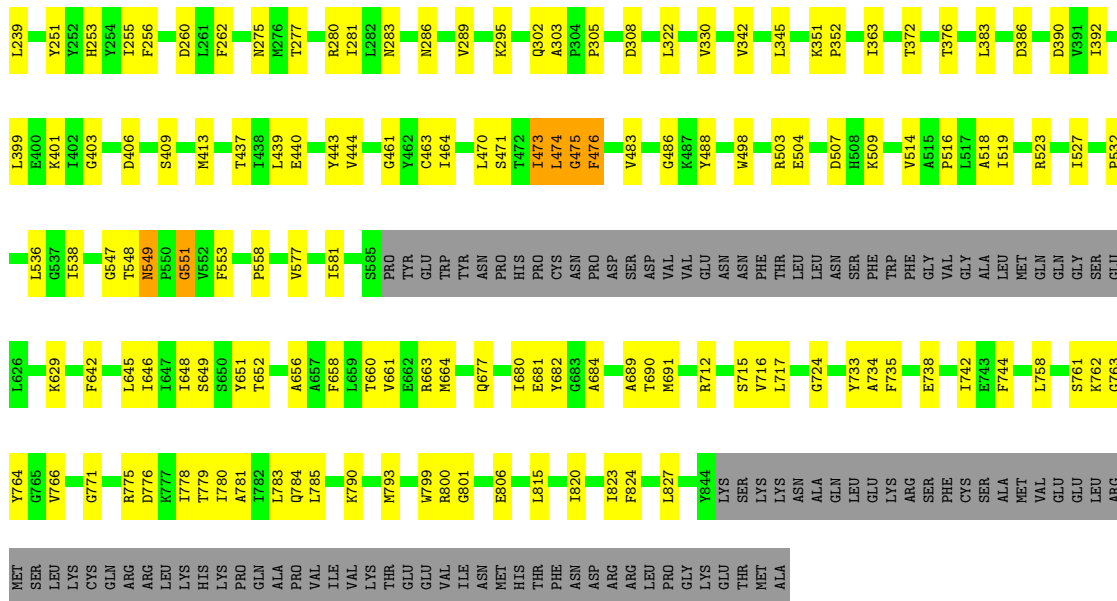 L239 Y251 Y252 H253 Y254 I255 F256 D260 L261 F262 N275 M276 T277 R280 I281 L282 N283 N286 V289 K295 Q302 A303 P304 P305 D308 L322 V330 V342 L345 K351 P352 I363 T372 T376 L383 D386 D390 V391 I392
L399 E400 K401 I402 G403 D406 S409 M413 T437 I438 L439 E440 Y443 V444 G461 Y462 C463 I464 L470 S471 T472 I473 L474 G475 F476 V483 G486 K487 Y488 W498 R503 E504 D507 H508 K509 V514 A515 P516 L517 A518 I519 R523 I527 P532
L536 G537 I538 G547 T548 N549 P550 G551 V552 F553 P558 V577 I581 S585 PRO TYR GLU TRP TYR ASN PRO HIS PRO CYS ASN PRO ASP SER ASP VAL VAL GLU ASN ASN PHE THR LEU LEU ASN SER PHE TRP PHE GLY VAL GLY ALA LEU MET GLN GLN GLY SER GLU
L626 K629 F642 L645 I646 I647 I648 S649 S650 Y651 T652 A656 A657 F658 L659 T660 V661 E662 R663 M664 Q677 I680 E681 Y682 G683 A684 A689 T690 M691 R712 S715 V716 L717 G724 Y733 A734 F735 E738 I742 E743 F744 L758 S761 K762 G763
Y764 G765 V766 G771 R775 D776 K777 I778 T779 I780 A781 I782 L783 Q784 L785 K790 M793 W799 R800 G801 E806 L815 I820 I823 F824 L827 Y844 LYS SER LYS LYS ASN ALA GLN LEU GLU LYS ARG SER PHE CYS SER ALA MET VAL GLU GLU LEU ARG
MET SER LEU LYS CYS GLN ARG ARG LEU LYS HIS LYS PRO GLN ALA PRO VAL ILE VAL LYS THR GLU GLU VAL ILE ASN MET HIS THR PHE ASN ASP ARG ARG LEU PRO GLY LYS GLU THR MET ALA